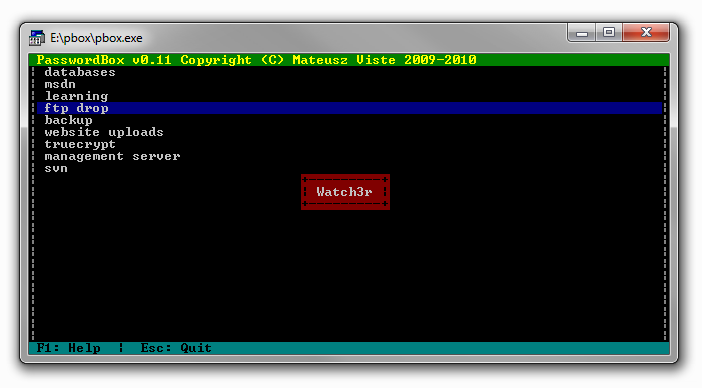 E:\pbox\pbox.exe
PasswordBox v0.11 Copyright (C) Mateusz Viste 2009-2010
databases
msdn
learning
ftp drop
backup
website uploads
truecrypt
management server
svn
Watch3r
F1: Help ¦ Esc: Quit